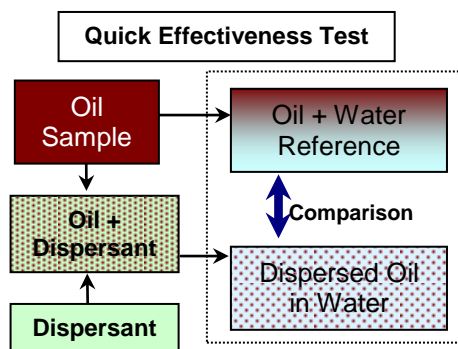 Quick Effectiveness Test
Oil
Sample
Oil + Water
Reference
Oil +
Dispersant
Comparison
Dispersed Oil
in Water
Dispersant